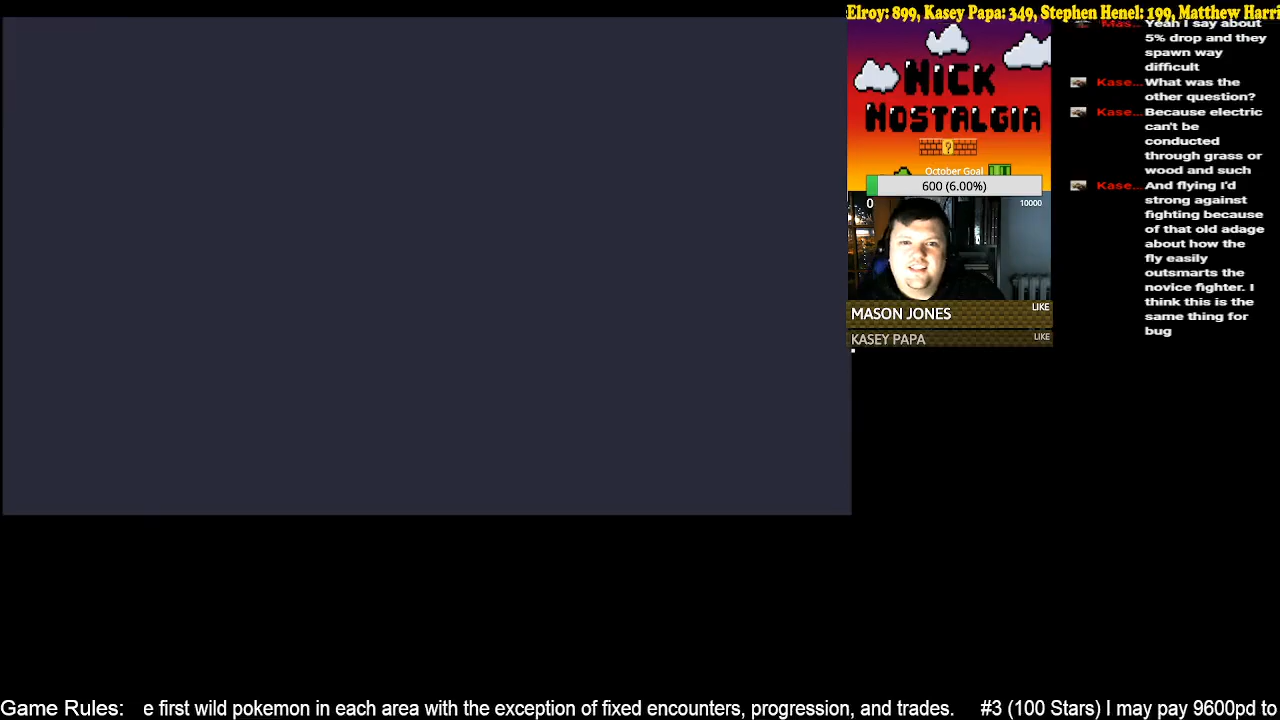 Elroy: 899, Kasey Papa: 349, Stephen Henel: 199, Matthew Harri
NICK
NOSTALGIA
?
October Goal
600 (6.00%)
0 10000
MASON JONES LIKE
KASEY PAPA LIKE
Mas... Yeah I say about
5% drop and they
spawn way
difficult
Kase... What was the
other question?
Kase... Because electric
can't be
conducted
through grass or
wood and such
Kase... And flying I'd
strong against
fighting because
of that old adage
about how the
fly easily
outsmarts the
novice fighter. I
think this is the
same thing for
bug
Game Rules: e first wild pokemon in each area with the exception of fixed encounters, progression, and trades. #3 (100 Stars) I may pay 9600pd to